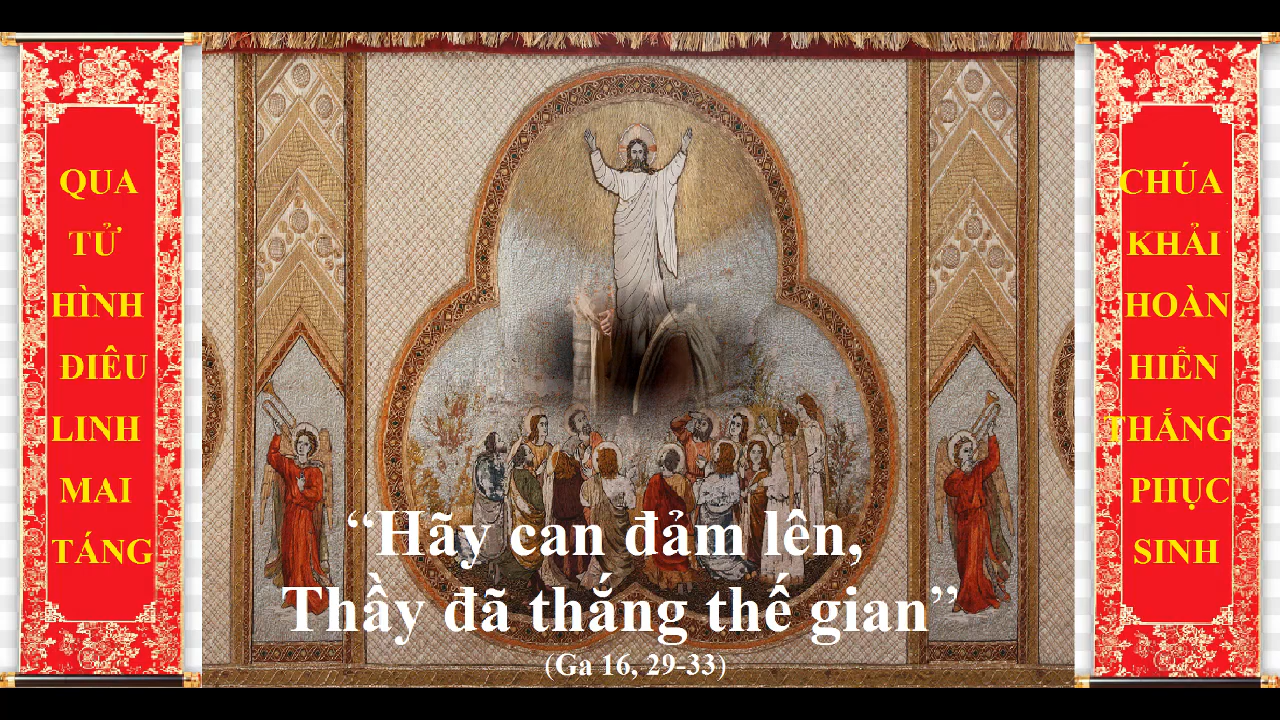 QUA
TỬ
HÌNH
ĐIÊU
LINH
MAI
TÁNG
“Hãy can đảm lên,
Thầy đã thắng thế gian”
(Ga 16, 29-33)
CHÚA
KHẢI
HOÀN
HIỂN
THẮNG
PHỤC
SINH